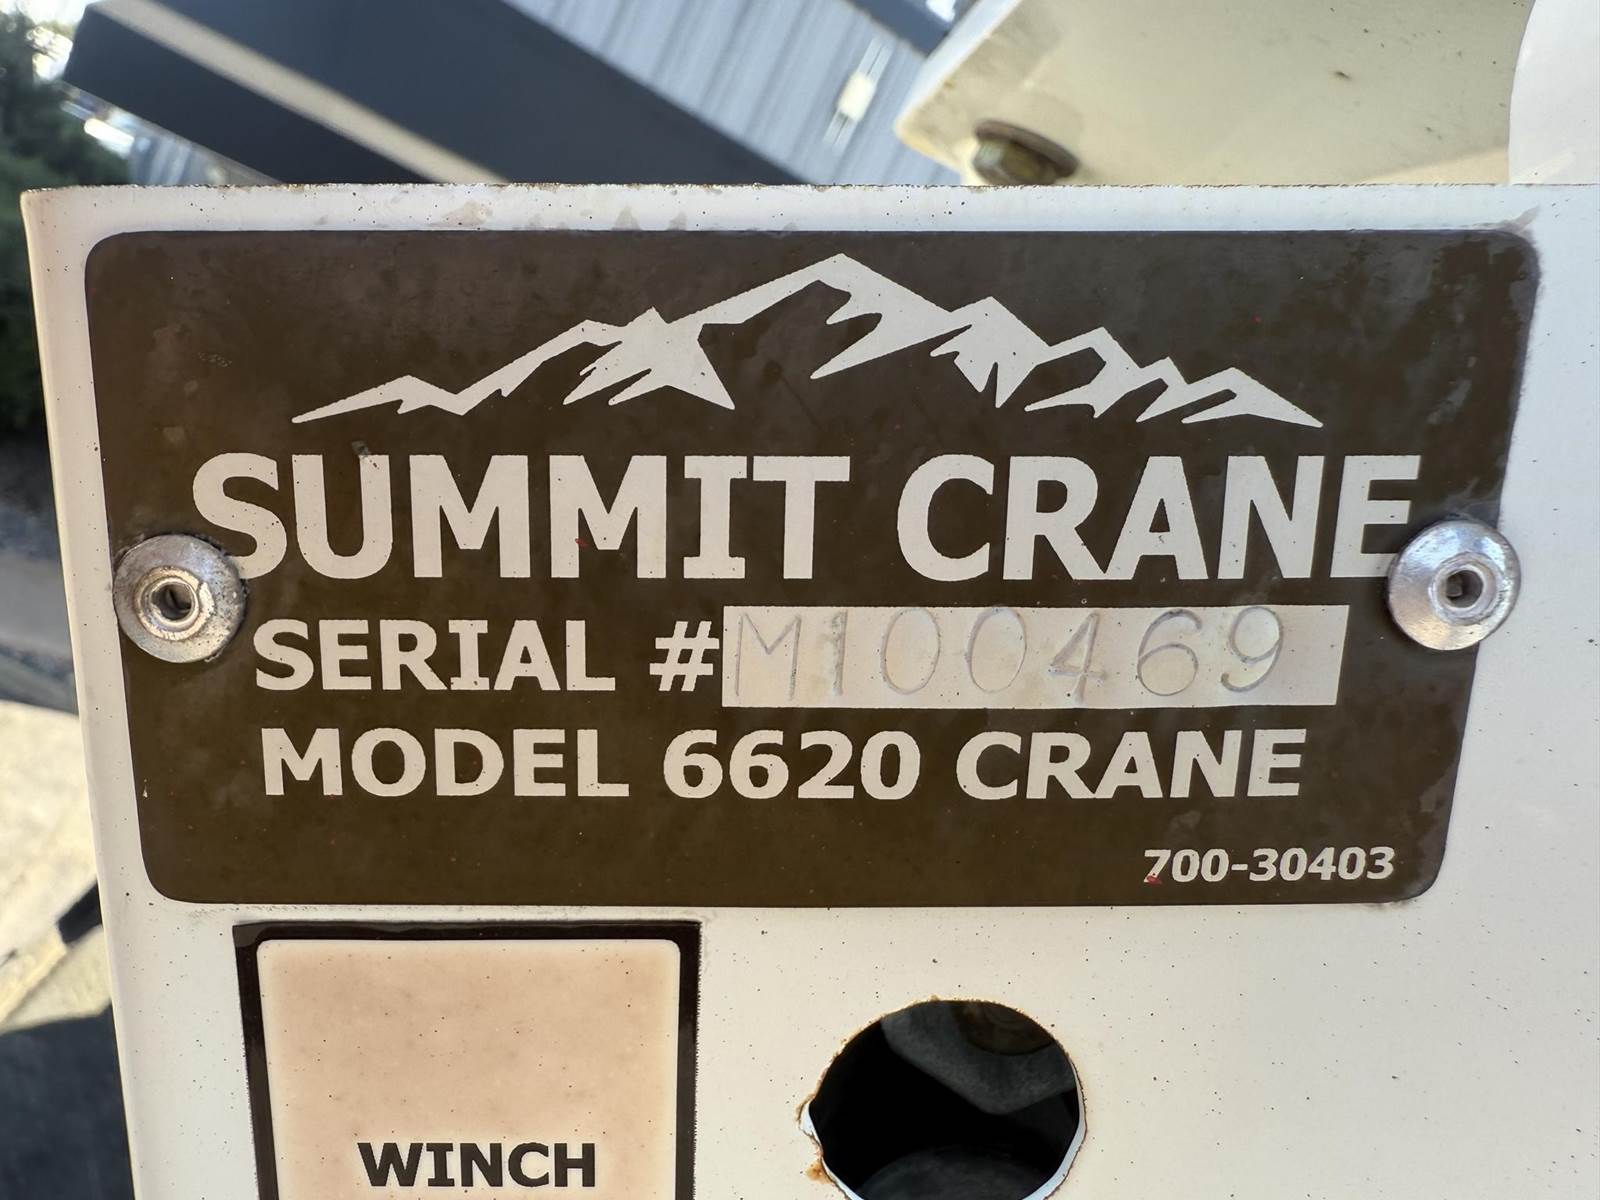 SUMMIT CRANE
SERIAL # M100469
MODEL 6620 CRANE
700-30403
WINCH